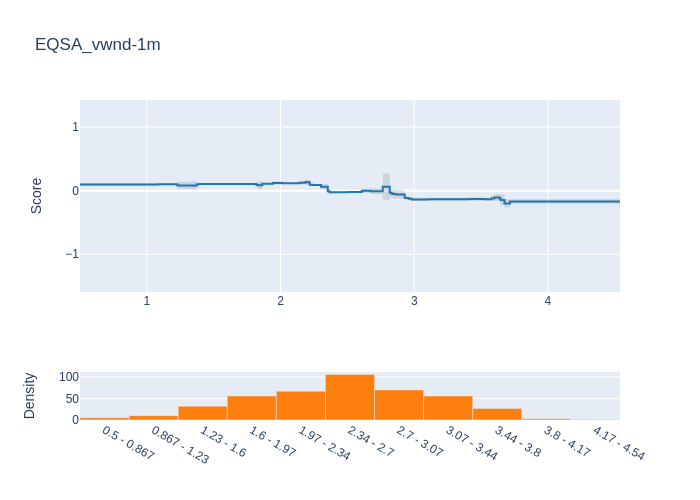 EQSA_vwnd-1m
Score
1
0
−1
1 2 3 4
Density
100
50
0
0.5 - 0.867
0.867 - 1.23
1.23 - 1.6
1.6 - 1.97
1.97 - 2.34
2.34 - 2.7
2.7 - 3.07
3.07 - 3.44
3.44 - 3.8
3.8 - 4.17
4.17 - 4.54